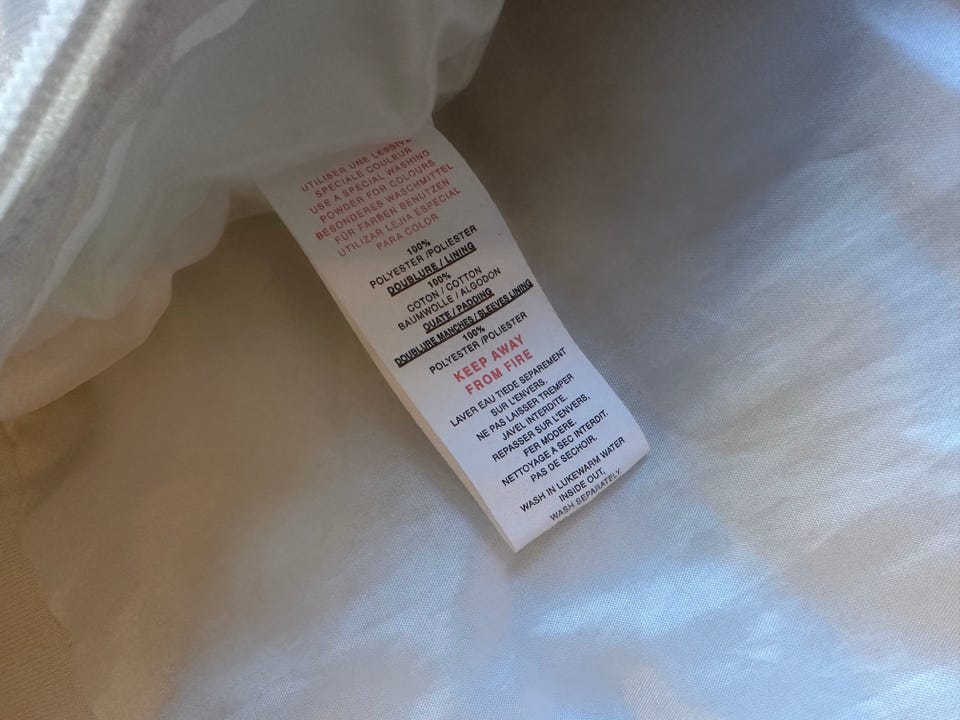 UTILISER UNE LESSIVE
SPECIALE COULEUR
USE A SPECIAL WASHING
POWDER FOR COLOURS
BESONDERES WASCHMITTEL
FÜR FARBEN BENUTZEN
UTILIZAR LEJIA ESPECIAL
PARA COLOR
100%
POLYESTER /POLIESTER
DOUBLURE / LINING
100%
COTON / COTTON
BAUMWOLLE / ALGODON
OUATE / PADDING
DOUBLURE MANCHES / SLEEVES LINING
100%
POLYESTER /POLIESTER
KEEP AWAY
FROM FIRE
LAVER EAU TIEDE SEPAREMENT
SUR L'ENVERS.
NE PAS LAISSER TREMPER
JAVEL INTERDITE.
REPASSER SUR L'ENVERS,
FER MODERE.
NETTOYAGE A SEC INTERDIT.
PAS DE SECHOIR.
WASH IN LUKEWARM WATER
INSIDE OUT,
WASH SEPARATELY.